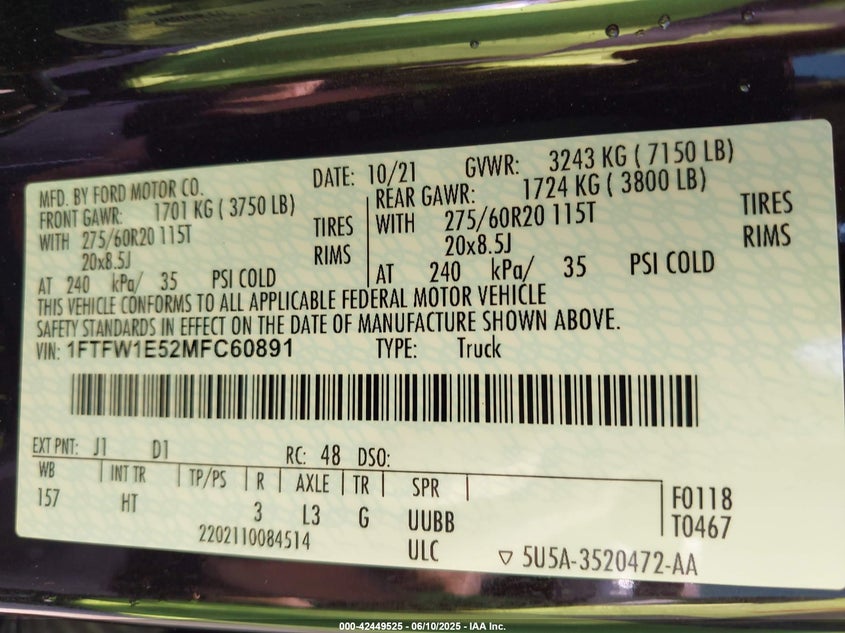 MFD. BY FORD MOTOR CO. DATE: 10/21 GVWR: 3243 KG ( 7150 LB)
FRONT GAWR: 1701 KG ( 3750 LB) REAR GAWR: 1724 KG ( 3800 LB)
WITH 275/60R20 115T TIRES WITH 275/60R20 115T TIRES
20x8.5J RIMS 20x8.5J RIMS
AT 240 kPa/ 35 PSI COLD AT 240 kPa/ 35 PSI COLD
THIS VEHICLE CONFORMS TO ALL APPLICABLE FEDERAL MOTOR VEHICLE
SAFETY STANDARDS IN EFFECT ON THE DATE OF MANUFACTURE SHOWN ABOVE.
VIN: 1FTFW1E52MFC60891 TYPE: Truck
EXT PNT: J1 D1 RC: 48 DSO:
WB INT TR TP/PS R AXLE TR SPR
157 HT 3 L3 G UUBB F0118
T0467
2202110084514 ULC ▽ 5U5A-3520472-AA
000-42449525 - 06/10/2025 - IAA Inc.